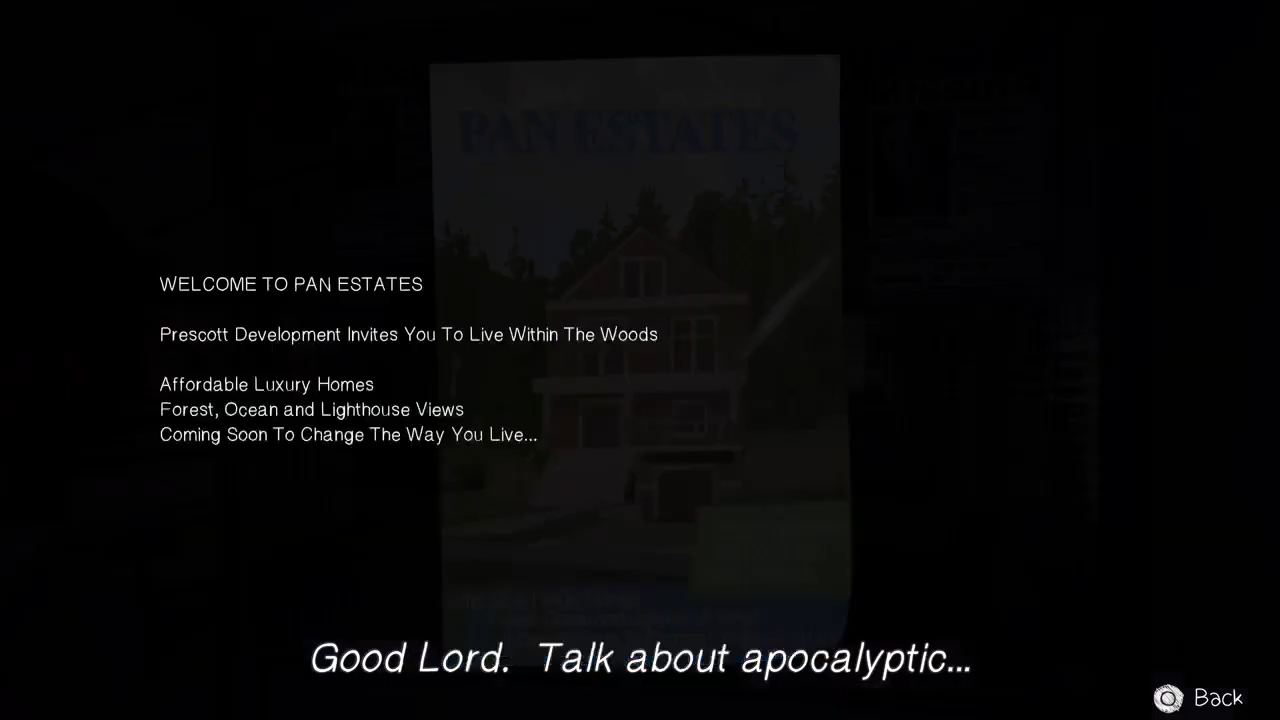 PAN ESTATES
WELCOME TO PAN ESTATES
Prescott Development Invites You To Live Within The Woods
Affordable Luxury Homes
Forest, Ocean and Lighthouse Views
Coming Soon To Change The Way You Live...
Good Lord. Talk about apocalyptic...
Back